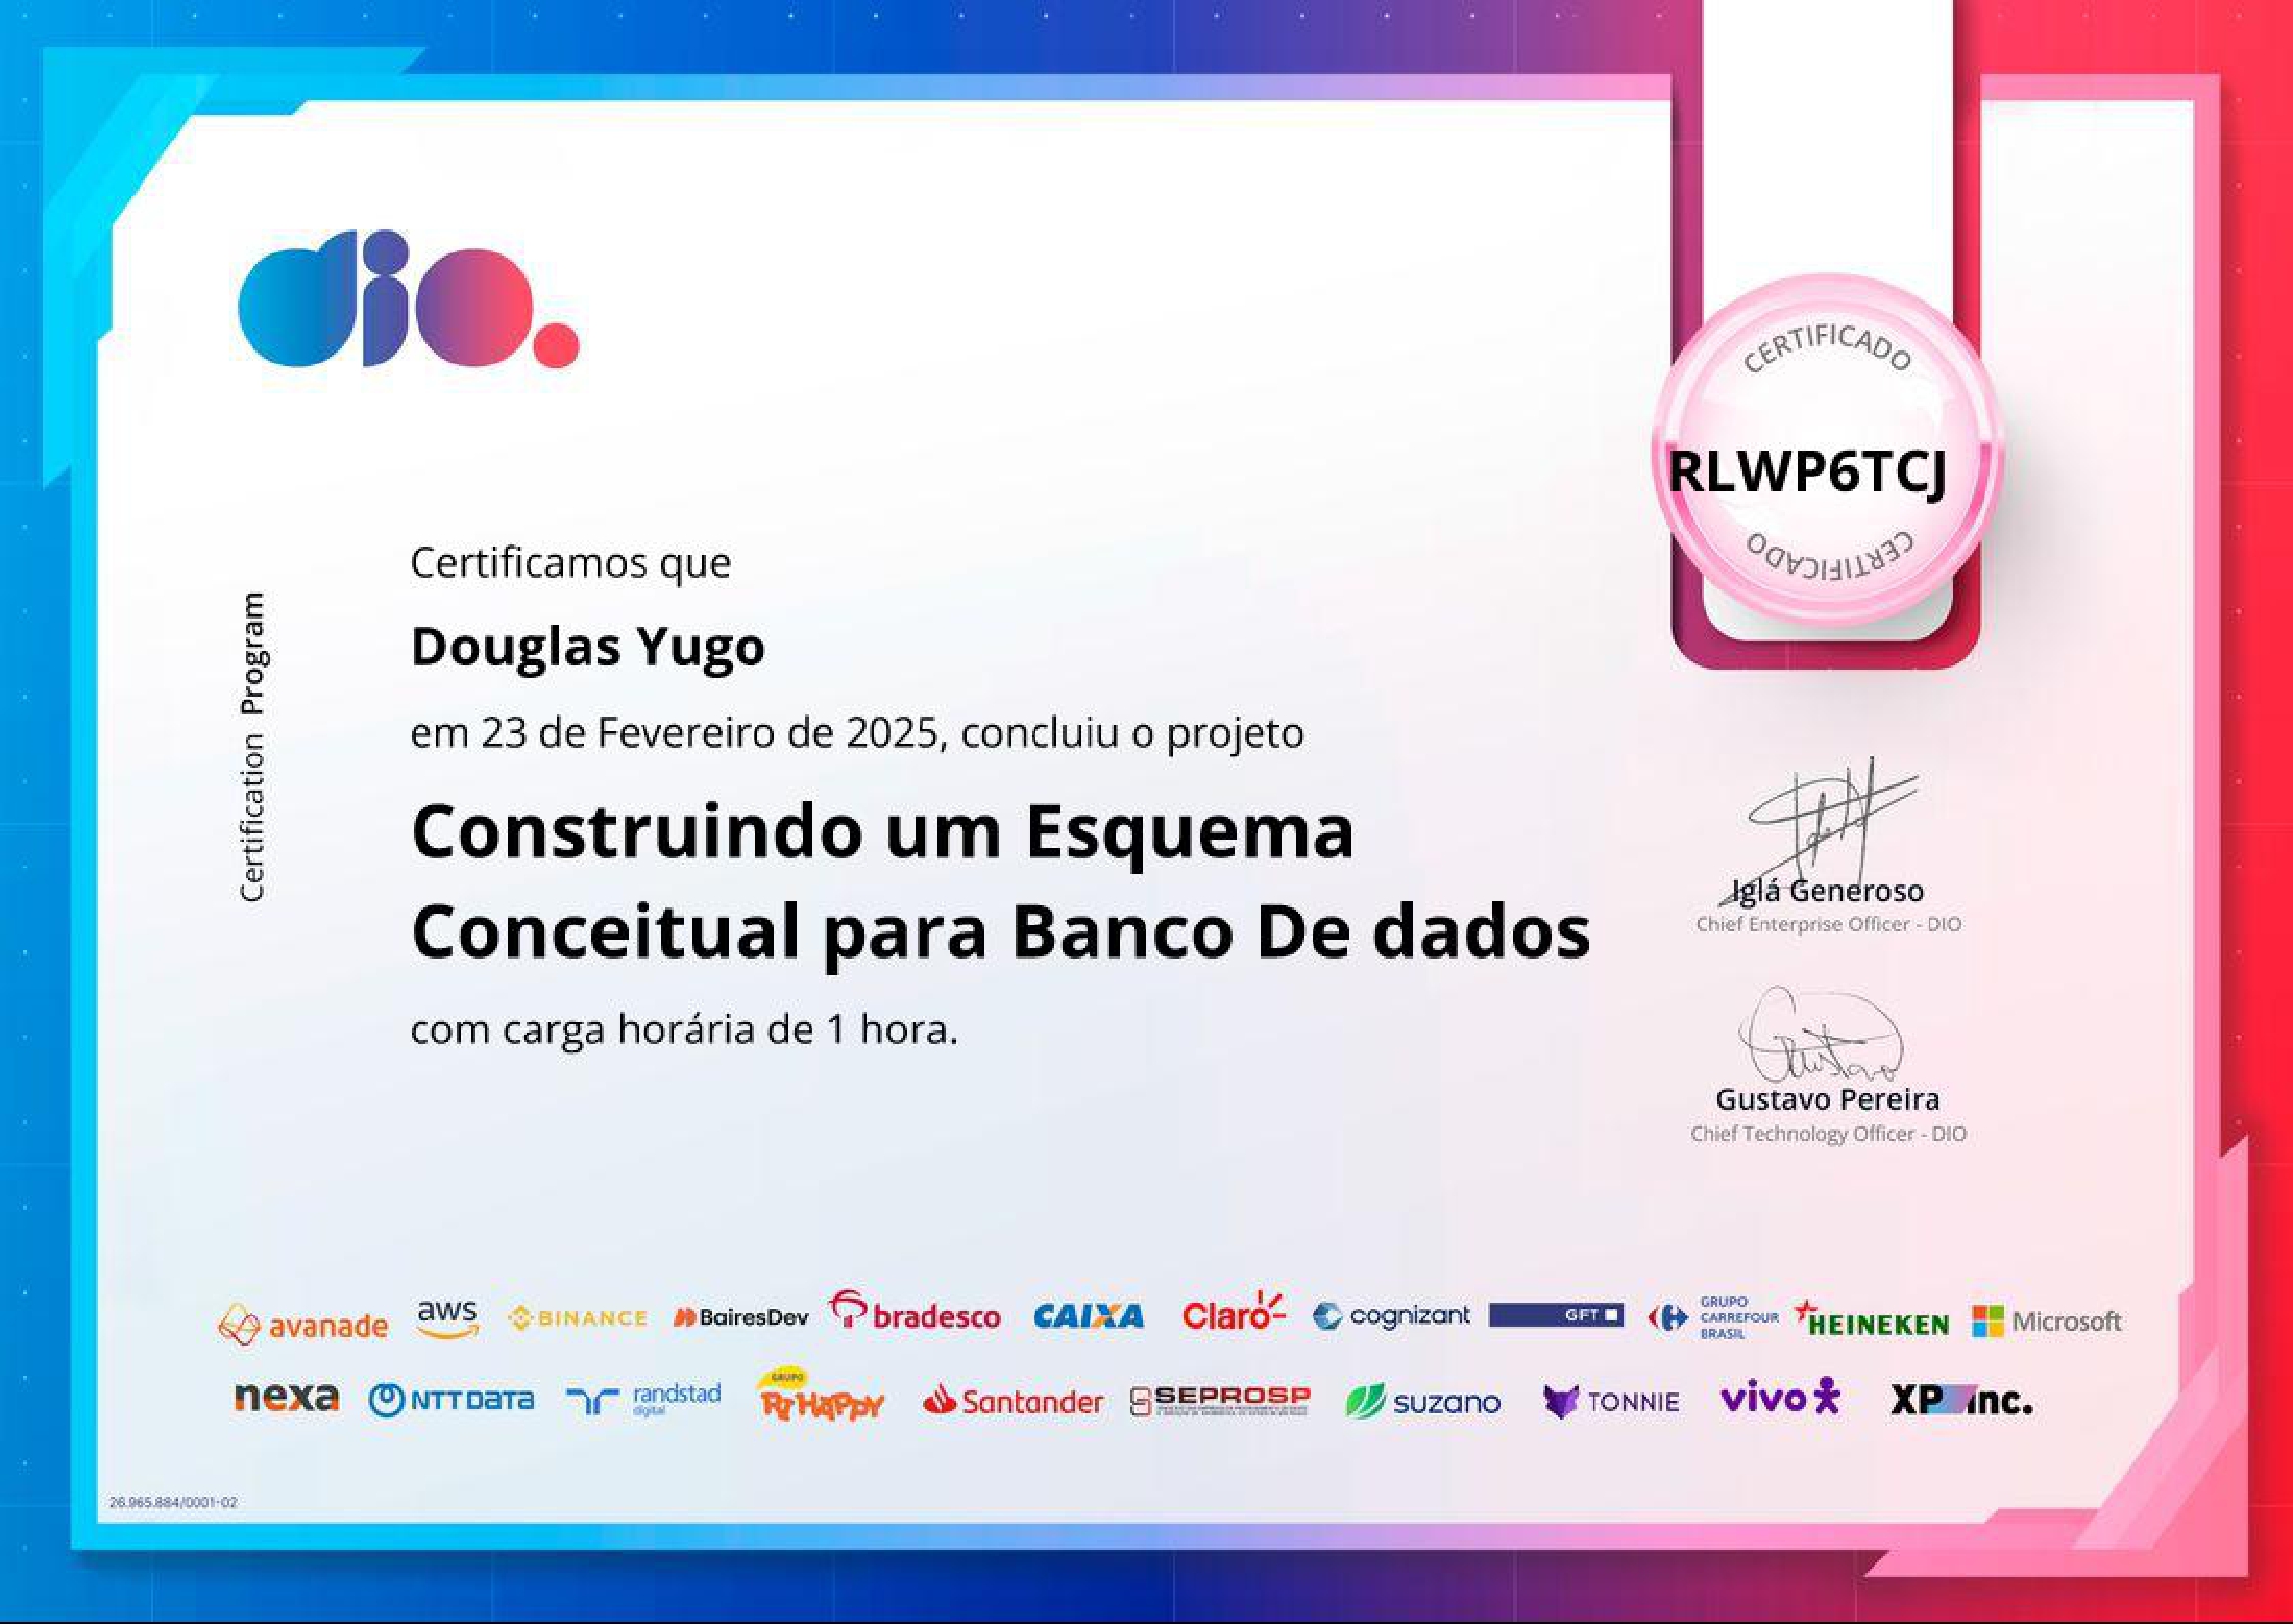 dio.
CERTIFICADO
RLWP6TCJ
CERTIFICADO
Certification Program
Certificamos que
Douglas Yugo
em 23 de Fevereiro de 2025, concluiu o projeto
Construindo um Esquema
Conceitual para Banco De dados
com carga horária de 1 hora.
Iglá Generoso
Chief Enterprise Officer - DIO
Gustavo
Gustavo Pereira
Chief Technology Officer - DIO
avanade aws BINANCE BairesDev bradesco CAIXA Claro cognizant GFT GRUPO CARREFOUR BRASIL HEINEKEN Microsoft
nexa NTT DATA randstad digital GRUPO RI HAPPY Santander SEPROSP suzano TONNIE vivo XP inc.
26.965.884/0001-02